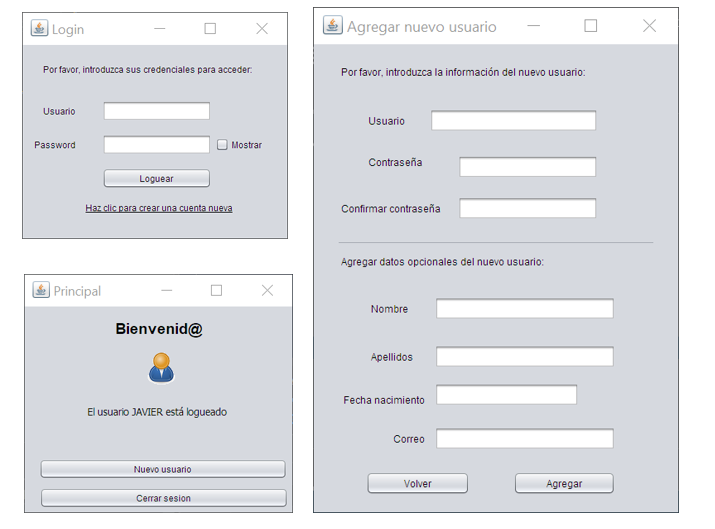 Login
Por favor, introduzca sus credenciales para acceder:
Usuario
Password
Mostrar
Loguear
Haz clic para crear una cuenta nueva
Principal
Bienvenid@
El usuario JAVIER está logueado
Nuevo usuario
Cerrar sesion
Agregar nuevo usuario
Por favor, introduzca la información del nuevo usuario:
Usuario
Contraseña
Confirmar contraseña
Agregar datos opcionales del nuevo usuario:
Nombre
Apellidos
Fecha nacimiento
Correo
Volver Agregar